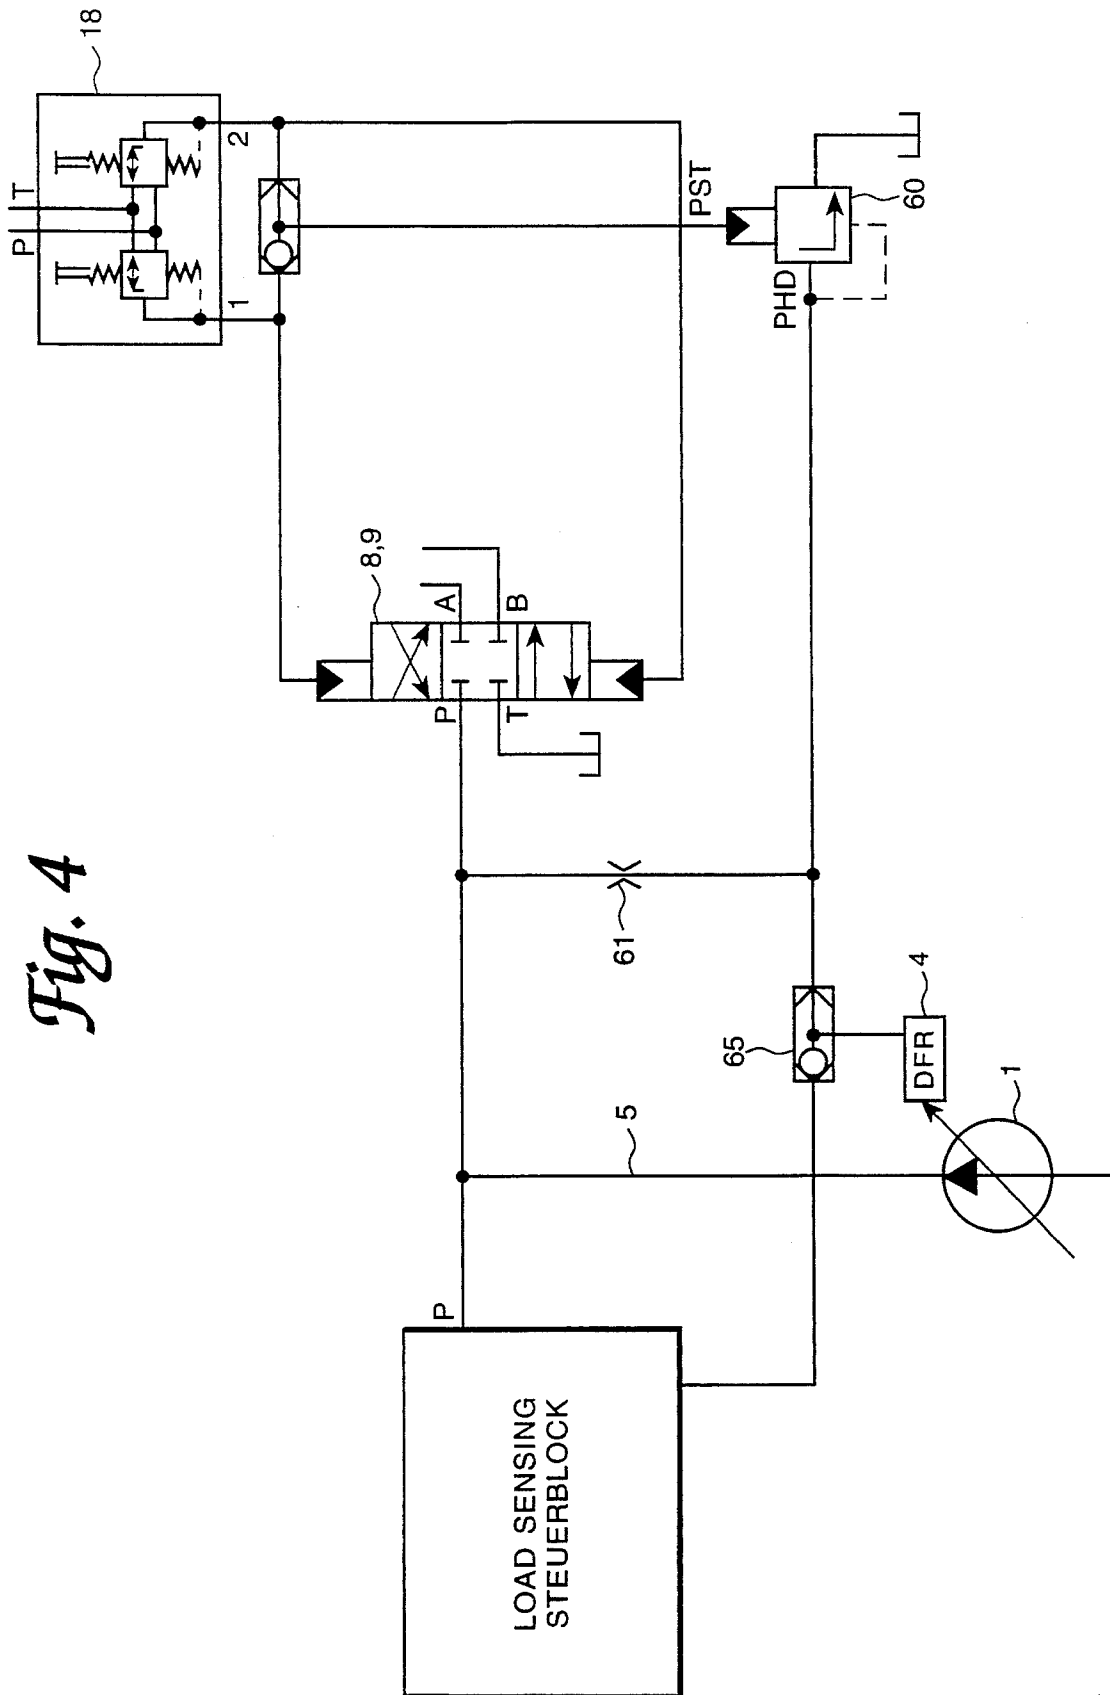 Fig. 4
18
P
T
1
2
PST
60
PHD
8,9
A
B
P
T
61
65
4
DFR
1
5
P
LOAD SENSING
STEUERBLOCK